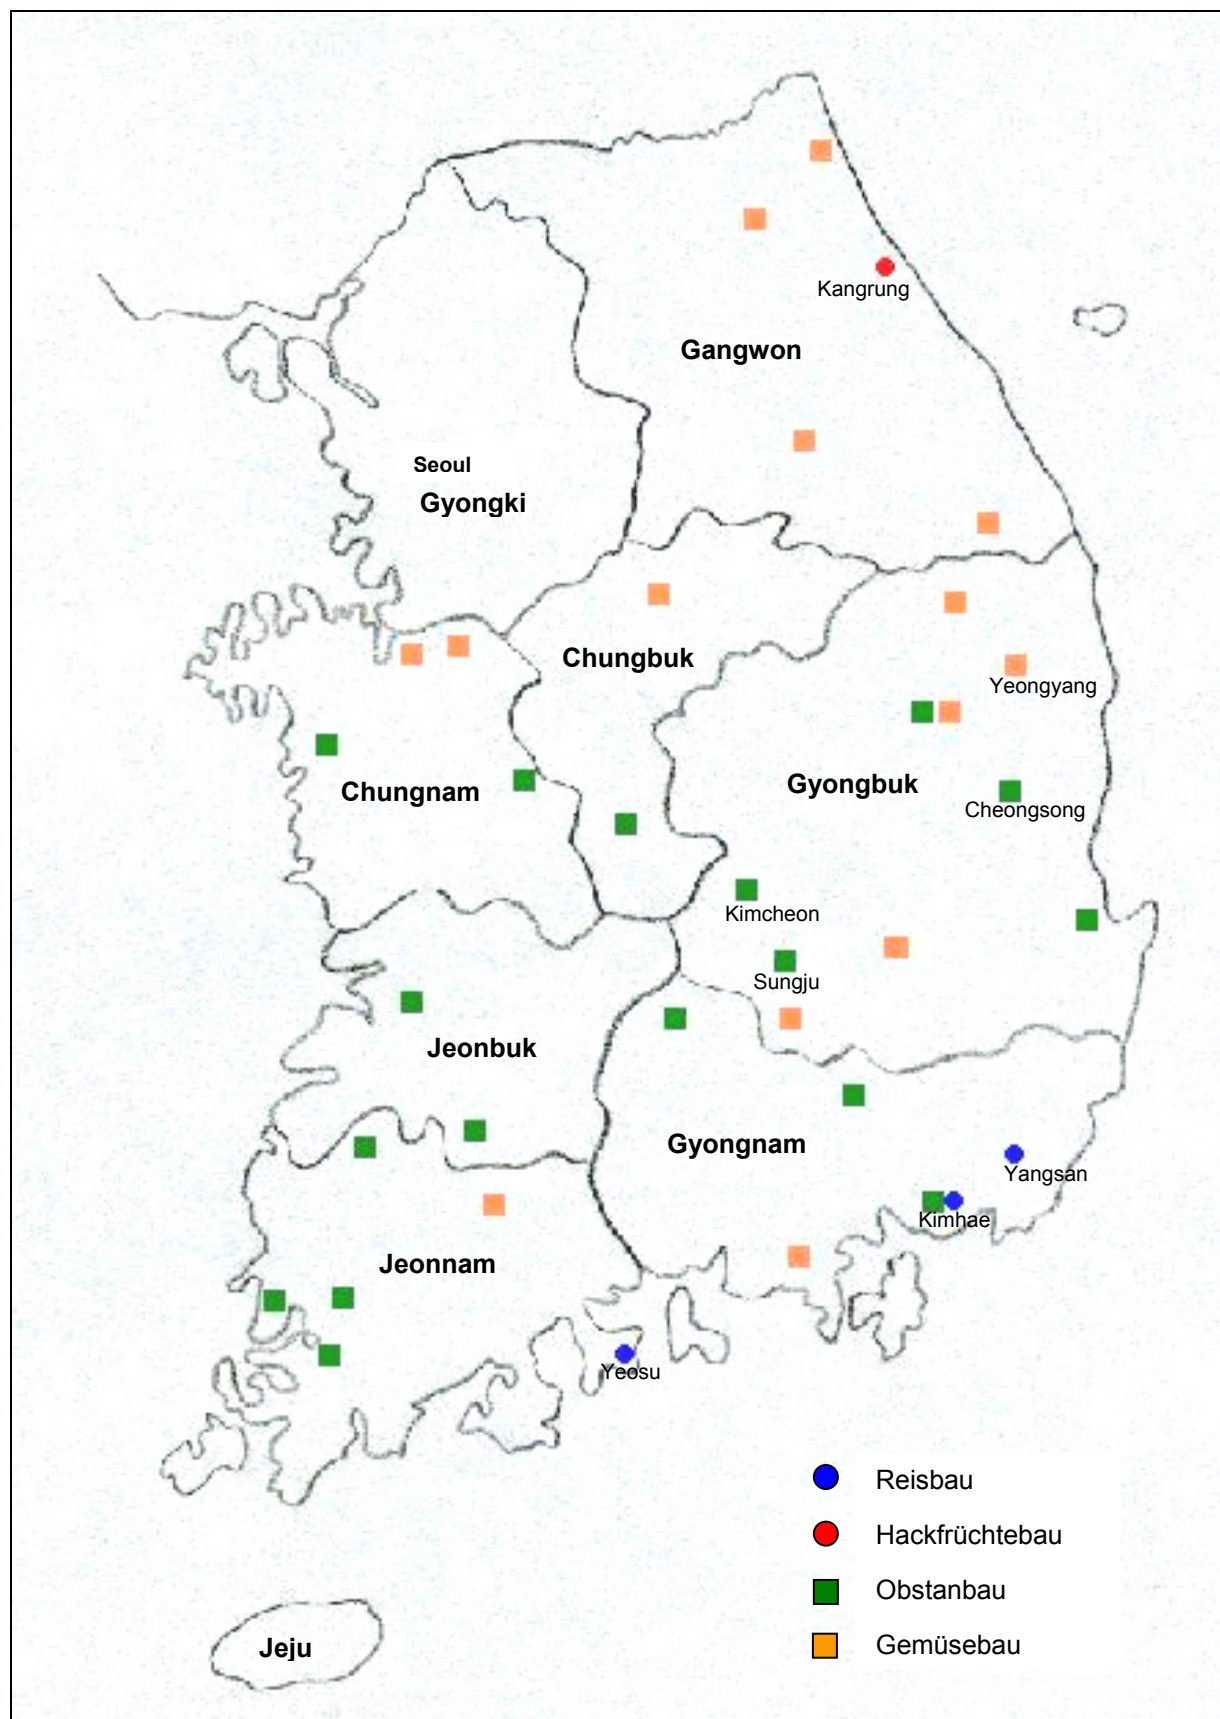 Kangrung
Gangwon
Seoul
Gyongki
Chungbuk
Yeongyang
Chungnam
Gyongbuk
Cheongsong
Kimcheon
Sungju
Jeonbuk
Gyongnam
Yangsan
Kimhae
Jeonnam
Yeosu
Reisbau
Hackfrüchtebau
Obstanbau
Gemüsebau
Jeju